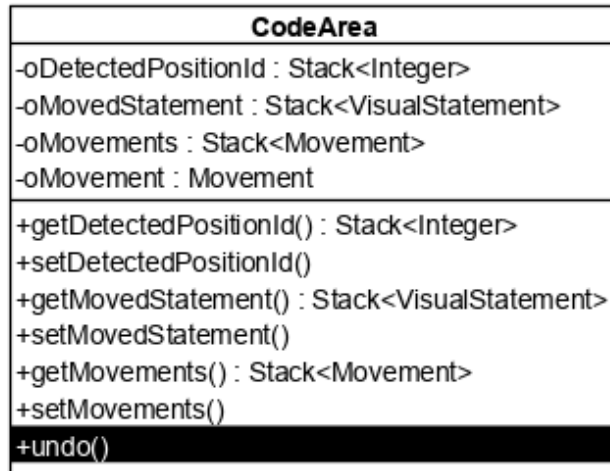 CodeArea
-oDetectedPositionId : Stack<Integer>
-oMovedStatement : Stack<VisualStatement>
-oMovements : Stack<Movement>
-oMovement : Movement
+getDetectedPositionId() : Stack<Integer>
+setDetectedPositionId()
+getMovedStatement() : Stack<VisualStatement>
+setMovedStatement()
+getMovements() : Stack<Movement>
+setMovements()
+undo()